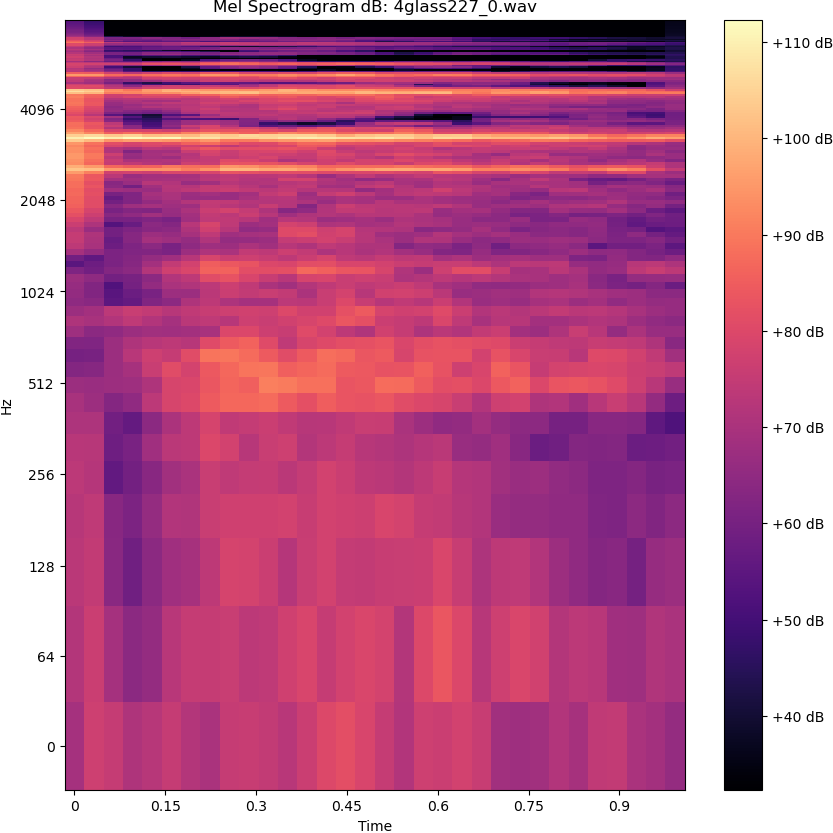 Mel Spectrogram dB: 4glass227_0.wav
+110 dB
4096
+100 dB
2048
+90 dB
1024
+80 dB
512
Hz
+70 dB
256
+60 dB
128
+50 dB
64
+40 dB
0
0 0.15 0.3 0.45 0.6 0.75 0.9
Time